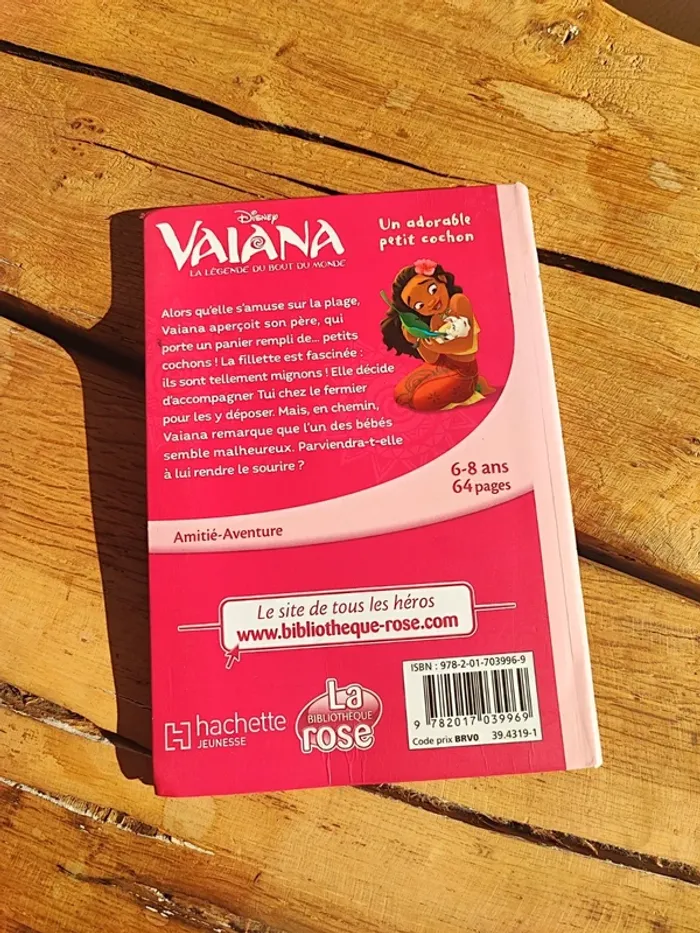 Disney
VAIANA
LA LÉGENDE DU BOUT DU MONDE
Un adorable
petit cochon
Alors qu'elle s'amuse sur la plage,
Vaiana aperçoit son père, qui
porte un panier rempli de... petits
cochons ! La fillette est fascinée :
ils sont tellement mignons ! Elle décide
d'accompagner Tui chez le fermier
pour les y déposer. Mais, en chemin,
Vaiana remarque que l'un des bébés
semble malheureux. Parviendra-t-elle
à lui rendre le sourire ?
6-8 ans
64 pages
Amitié-Aventure
Le site de tous les héros
www.bibliotheque-rose.com
hachette
JEUNESSE
La
BIBLIOTHÈQUE
rose
ISBN : 978-2-01-703996-9
9 782017 039969
Code prix BRV0 39.4319-1